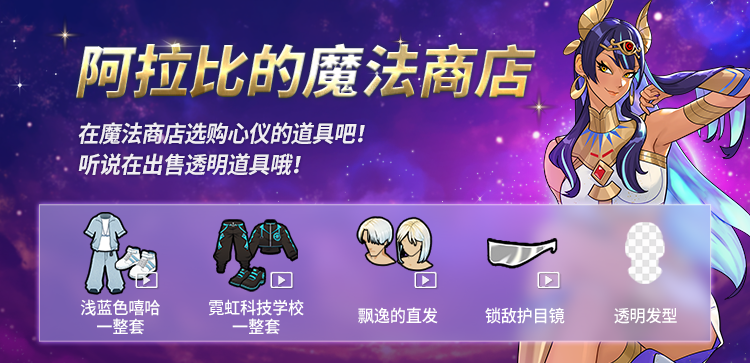 阿拉比的魔法商店
在魔法商店选购心仪的道具吧!
听说在出售透明道具哦!
浅蓝色嘻哈
一整套
霓虹科技学校
一整套
飘逸的直发
锁敌护目镜
透明发型